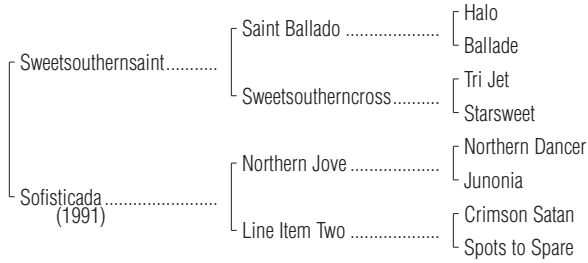 Halo
Saint Ballado ....................
Ballade
Sweetsouthernsaint...........
Tri Jet
Sweetsoutherncross..........
Starsweet
Northern Dancer
Northern Jove ...................
Junonia
Sofisticada ........................
(1991)
Crimson Satan
Line Item Two ...................
Spots to Spare